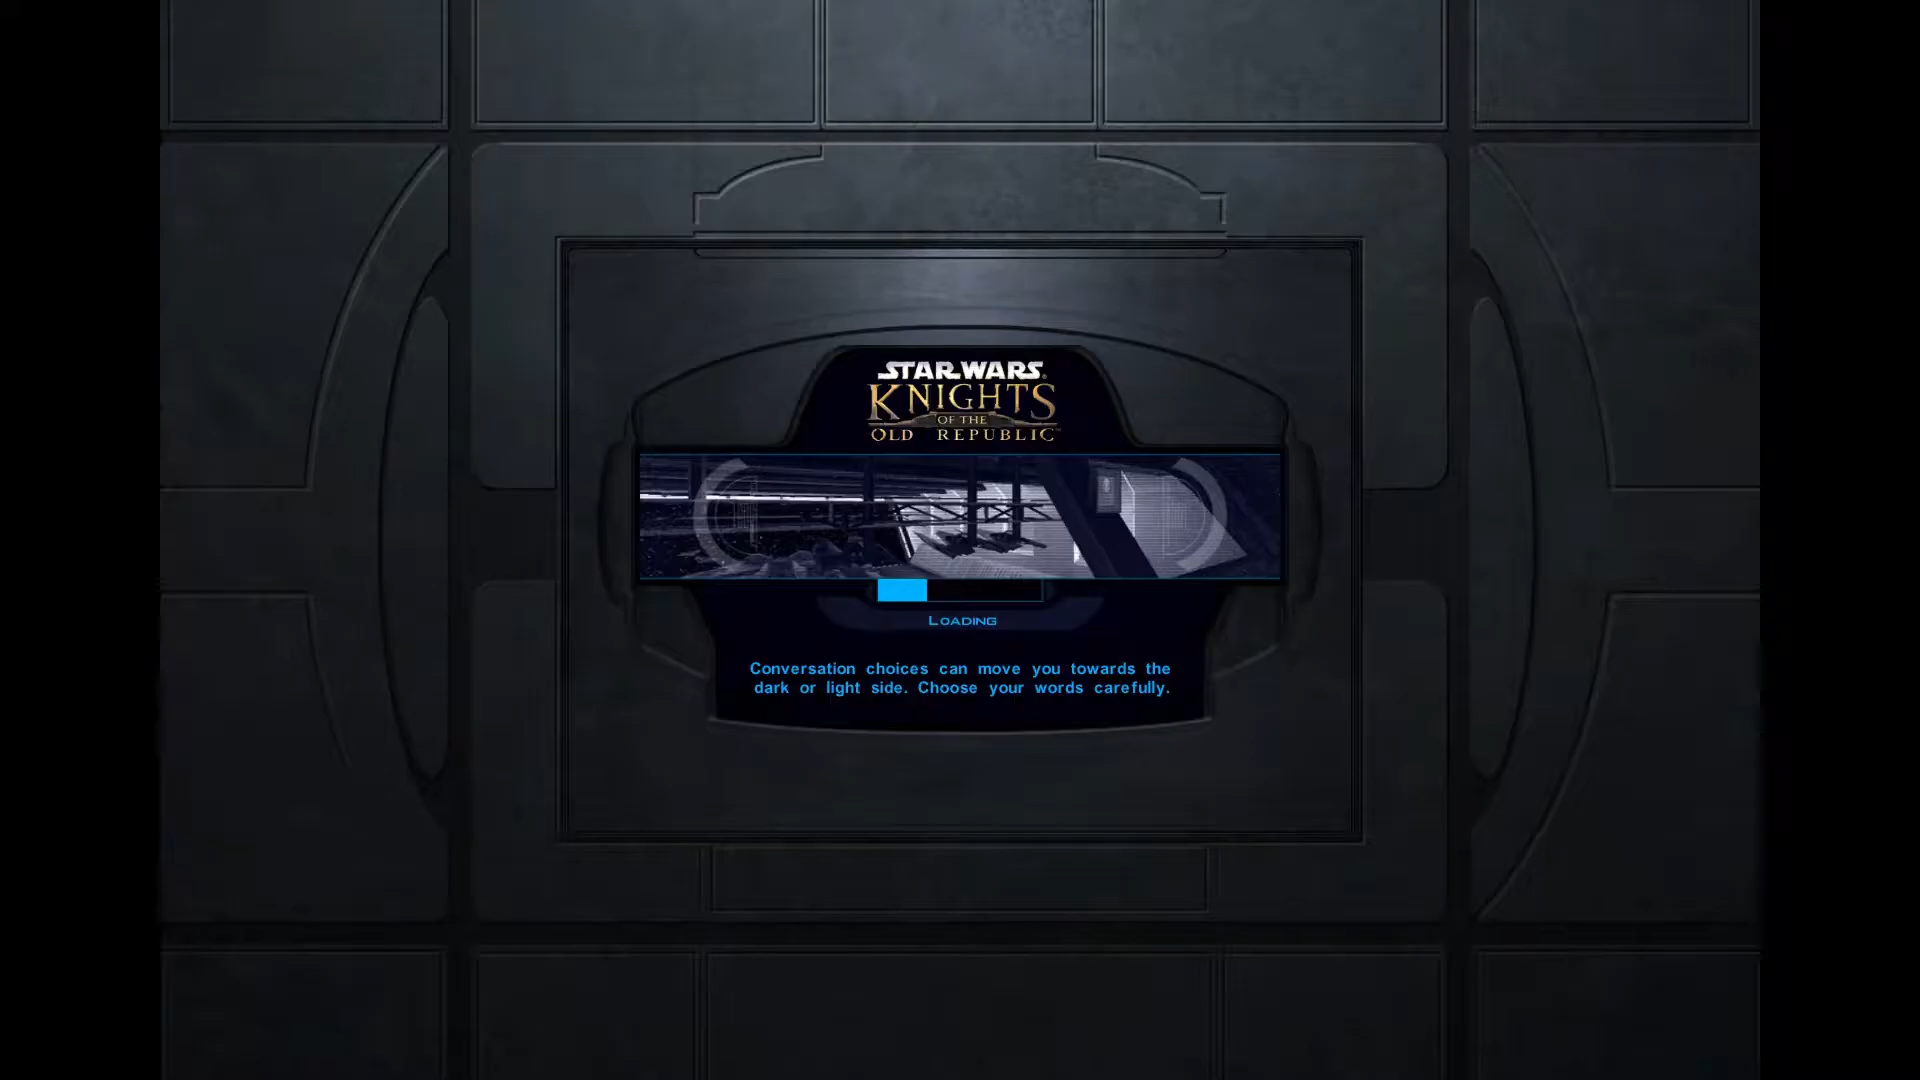 STAR WARS
KNIGHTS
OF THE
OLD REPUBLIC™
LOADING
Conversation choices can move you towards the
dark or light side. Choose your words carefully.